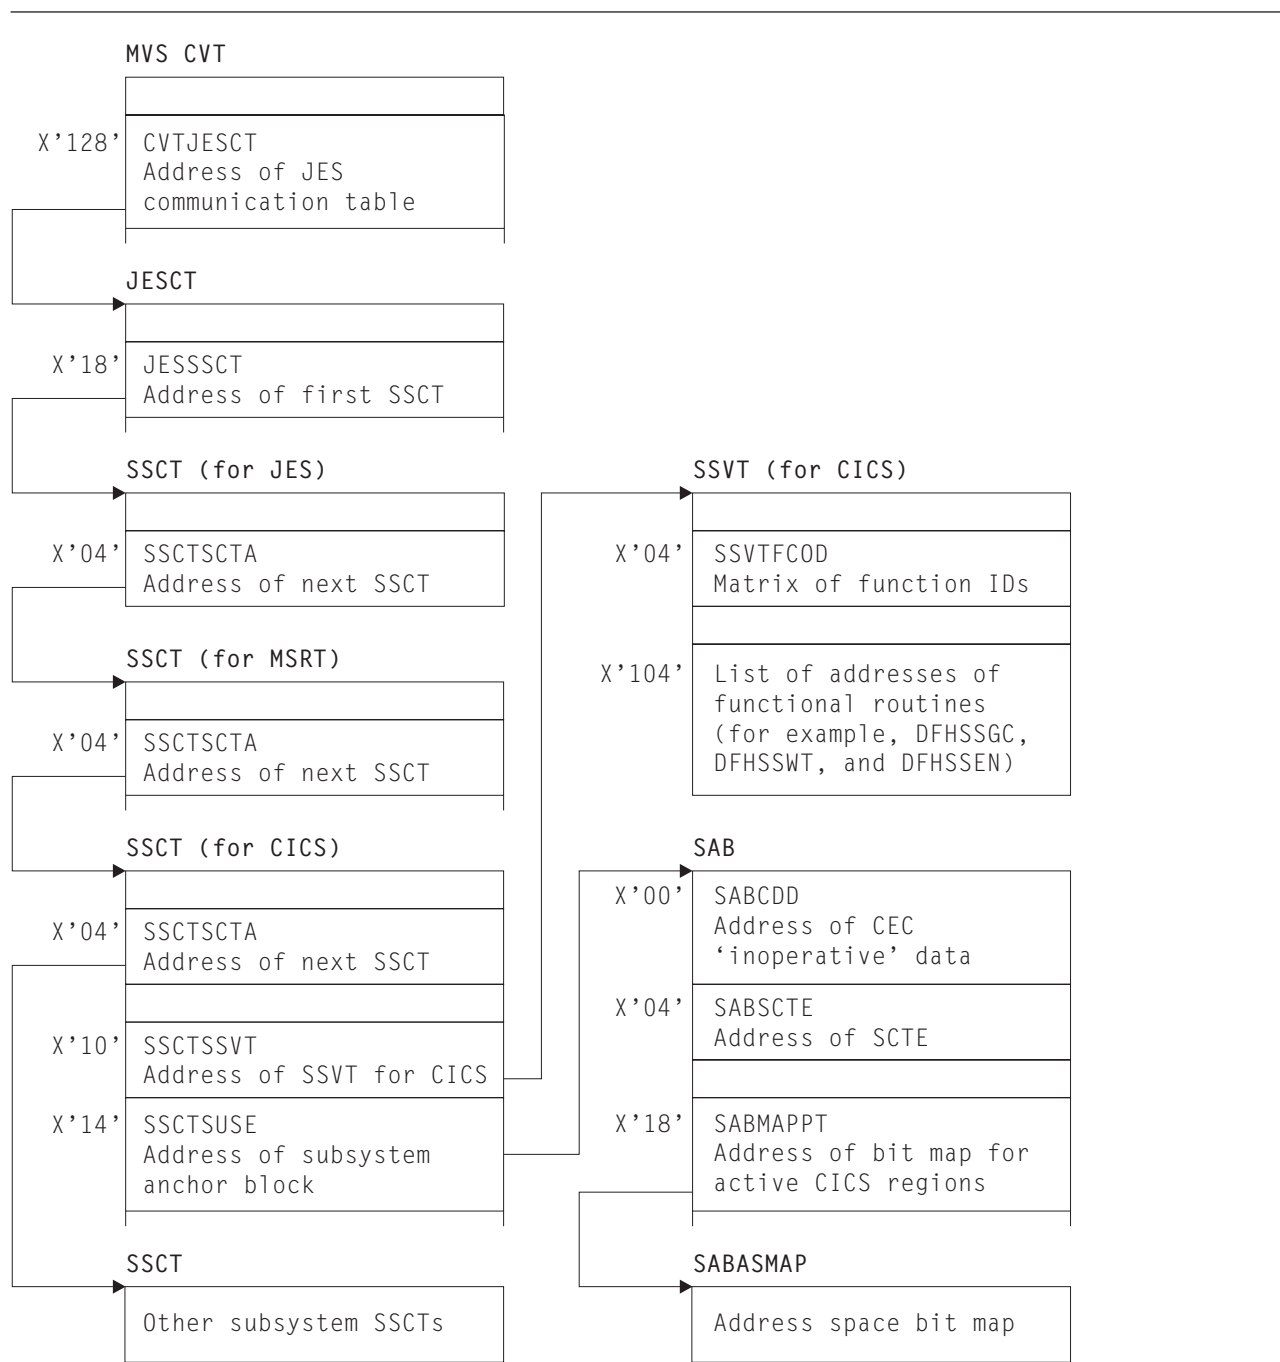 MVS CVT
X’128’ CVTJESCT
Address of JES
communication table
JESCT
X’18’ JESSSCT
Address of first SSCT
SSCT (for JES)
X’04’ SSCTSCTA
Address of next SSCT
SSCT (for MSRT)
X’04’ SSCTSCTA
Address of next SSCT
SSCT (for CICS)
X’04’ SSCTSCTA
Address of next SSCT
X’10’ SSCTSSVT
Address of SSVT for CICS
X’14’ SSCTSUSE
Address of subsystem
anchor block
SSCT
Other subsystem SSCTs
SSVT (for CICS)
X’04’ SSVTFCOD
Matrix of function IDs
X’104’ List of addresses of
functional routines
(for example, DFHSSGC,
DFHSSWT, and DFHSSEN)
SAB
X’00’ SABCDD
Address of CEC
‘inoperative’ data
X’04’ SABSCTE
Address of SCTE
X’18’ SABMAPPT
Address of bit map for
active CICS regions
SABASMAP
Address space bit map